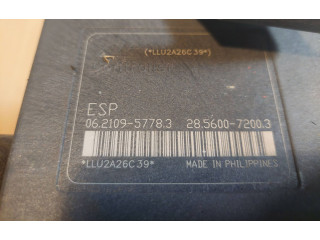 (*LLU2A26C39*)
ESP
06.2109-5778.3 28.5600-7200.3
*LLU2A26C39* MADE IN PHILIPPINES